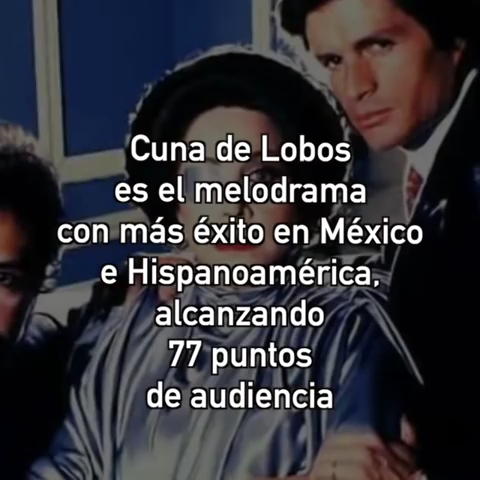 Cuna de Lobos
es el melodrama
con más éxito en México
e Hispanoamérica,
alcanzando
77 puntos
de audiencia